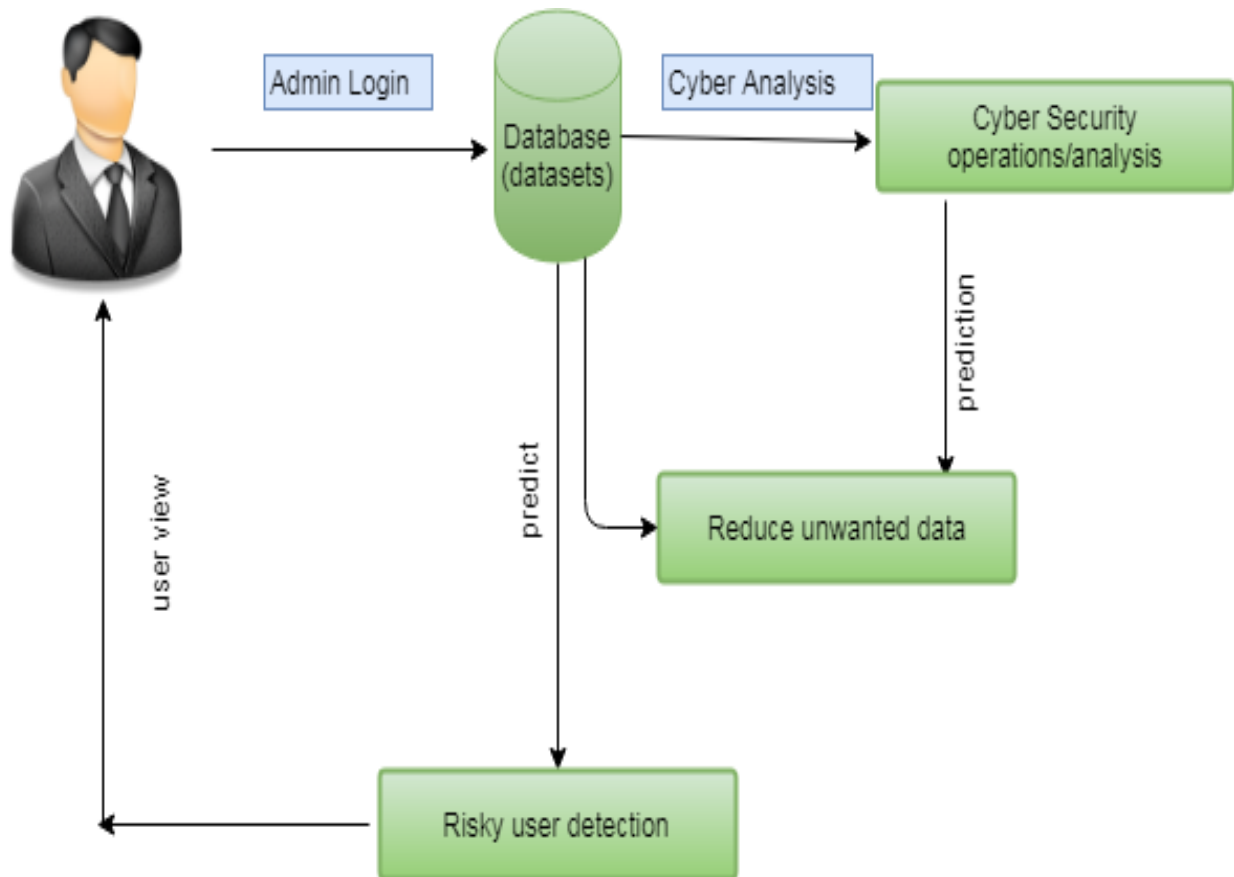 Admin Login
Cyber Analysis
Database
(datasets)
Cyber Security
operations/analysis
prediction
predict
user view
Reduce unwanted data
Risky user detection